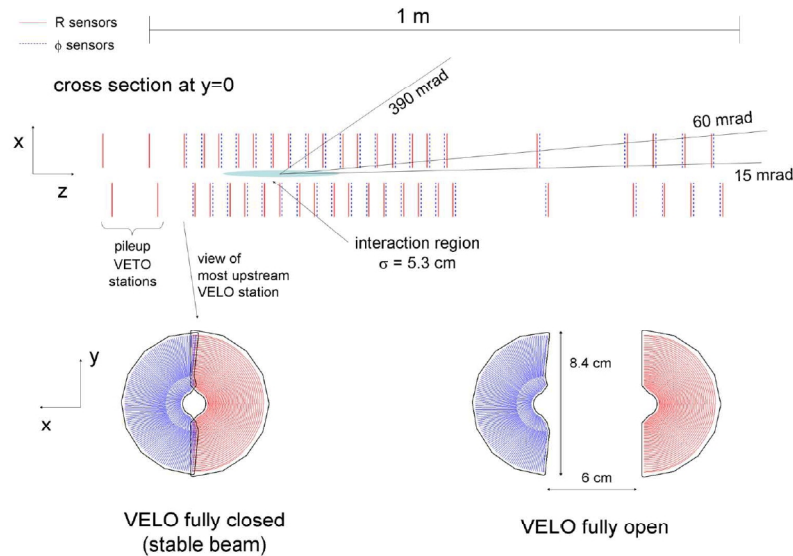 R sensors
1 m
ϕ sensors
cross section at y=0
390 mrad
60 mrad
x
z
15 mrad
pileup
VETO
stations
view of
most upstream
VELO station
interaction region
σ = 5.3 cm
y
x
8.4 cm
6 cm
VELO fully closed
(stable beam)
VELO fully open